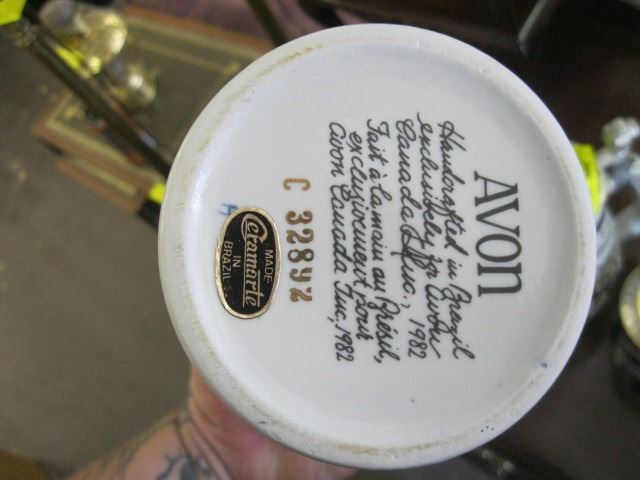 Avon
Handcrafted in Brazil
exclusively for Avon
Canada Inc., 1982
Fait à la main au Brésil,
exclusivement pour
Avon Canada Inc, 1982
C 32892
MADE
Ceramarte
IN
BRAZIL